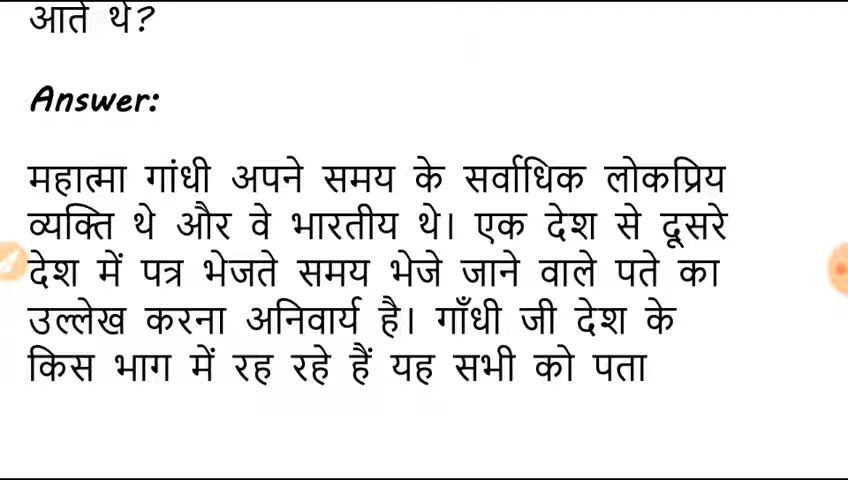 आते थे?
Answer:
महात्मा गांधी अपने समय के सर्वाधिक लोकप्रिय
व्यक्ति थे और वे भारतीय थे। एक देश से दूसरे
देश में पत्र भेजते समय भेजे जाने वाले पते का
उल्लेख करना अनिवार्य है। गाँधी जी देश के
किस भाग में रह रहे हैं यह सभी को पता